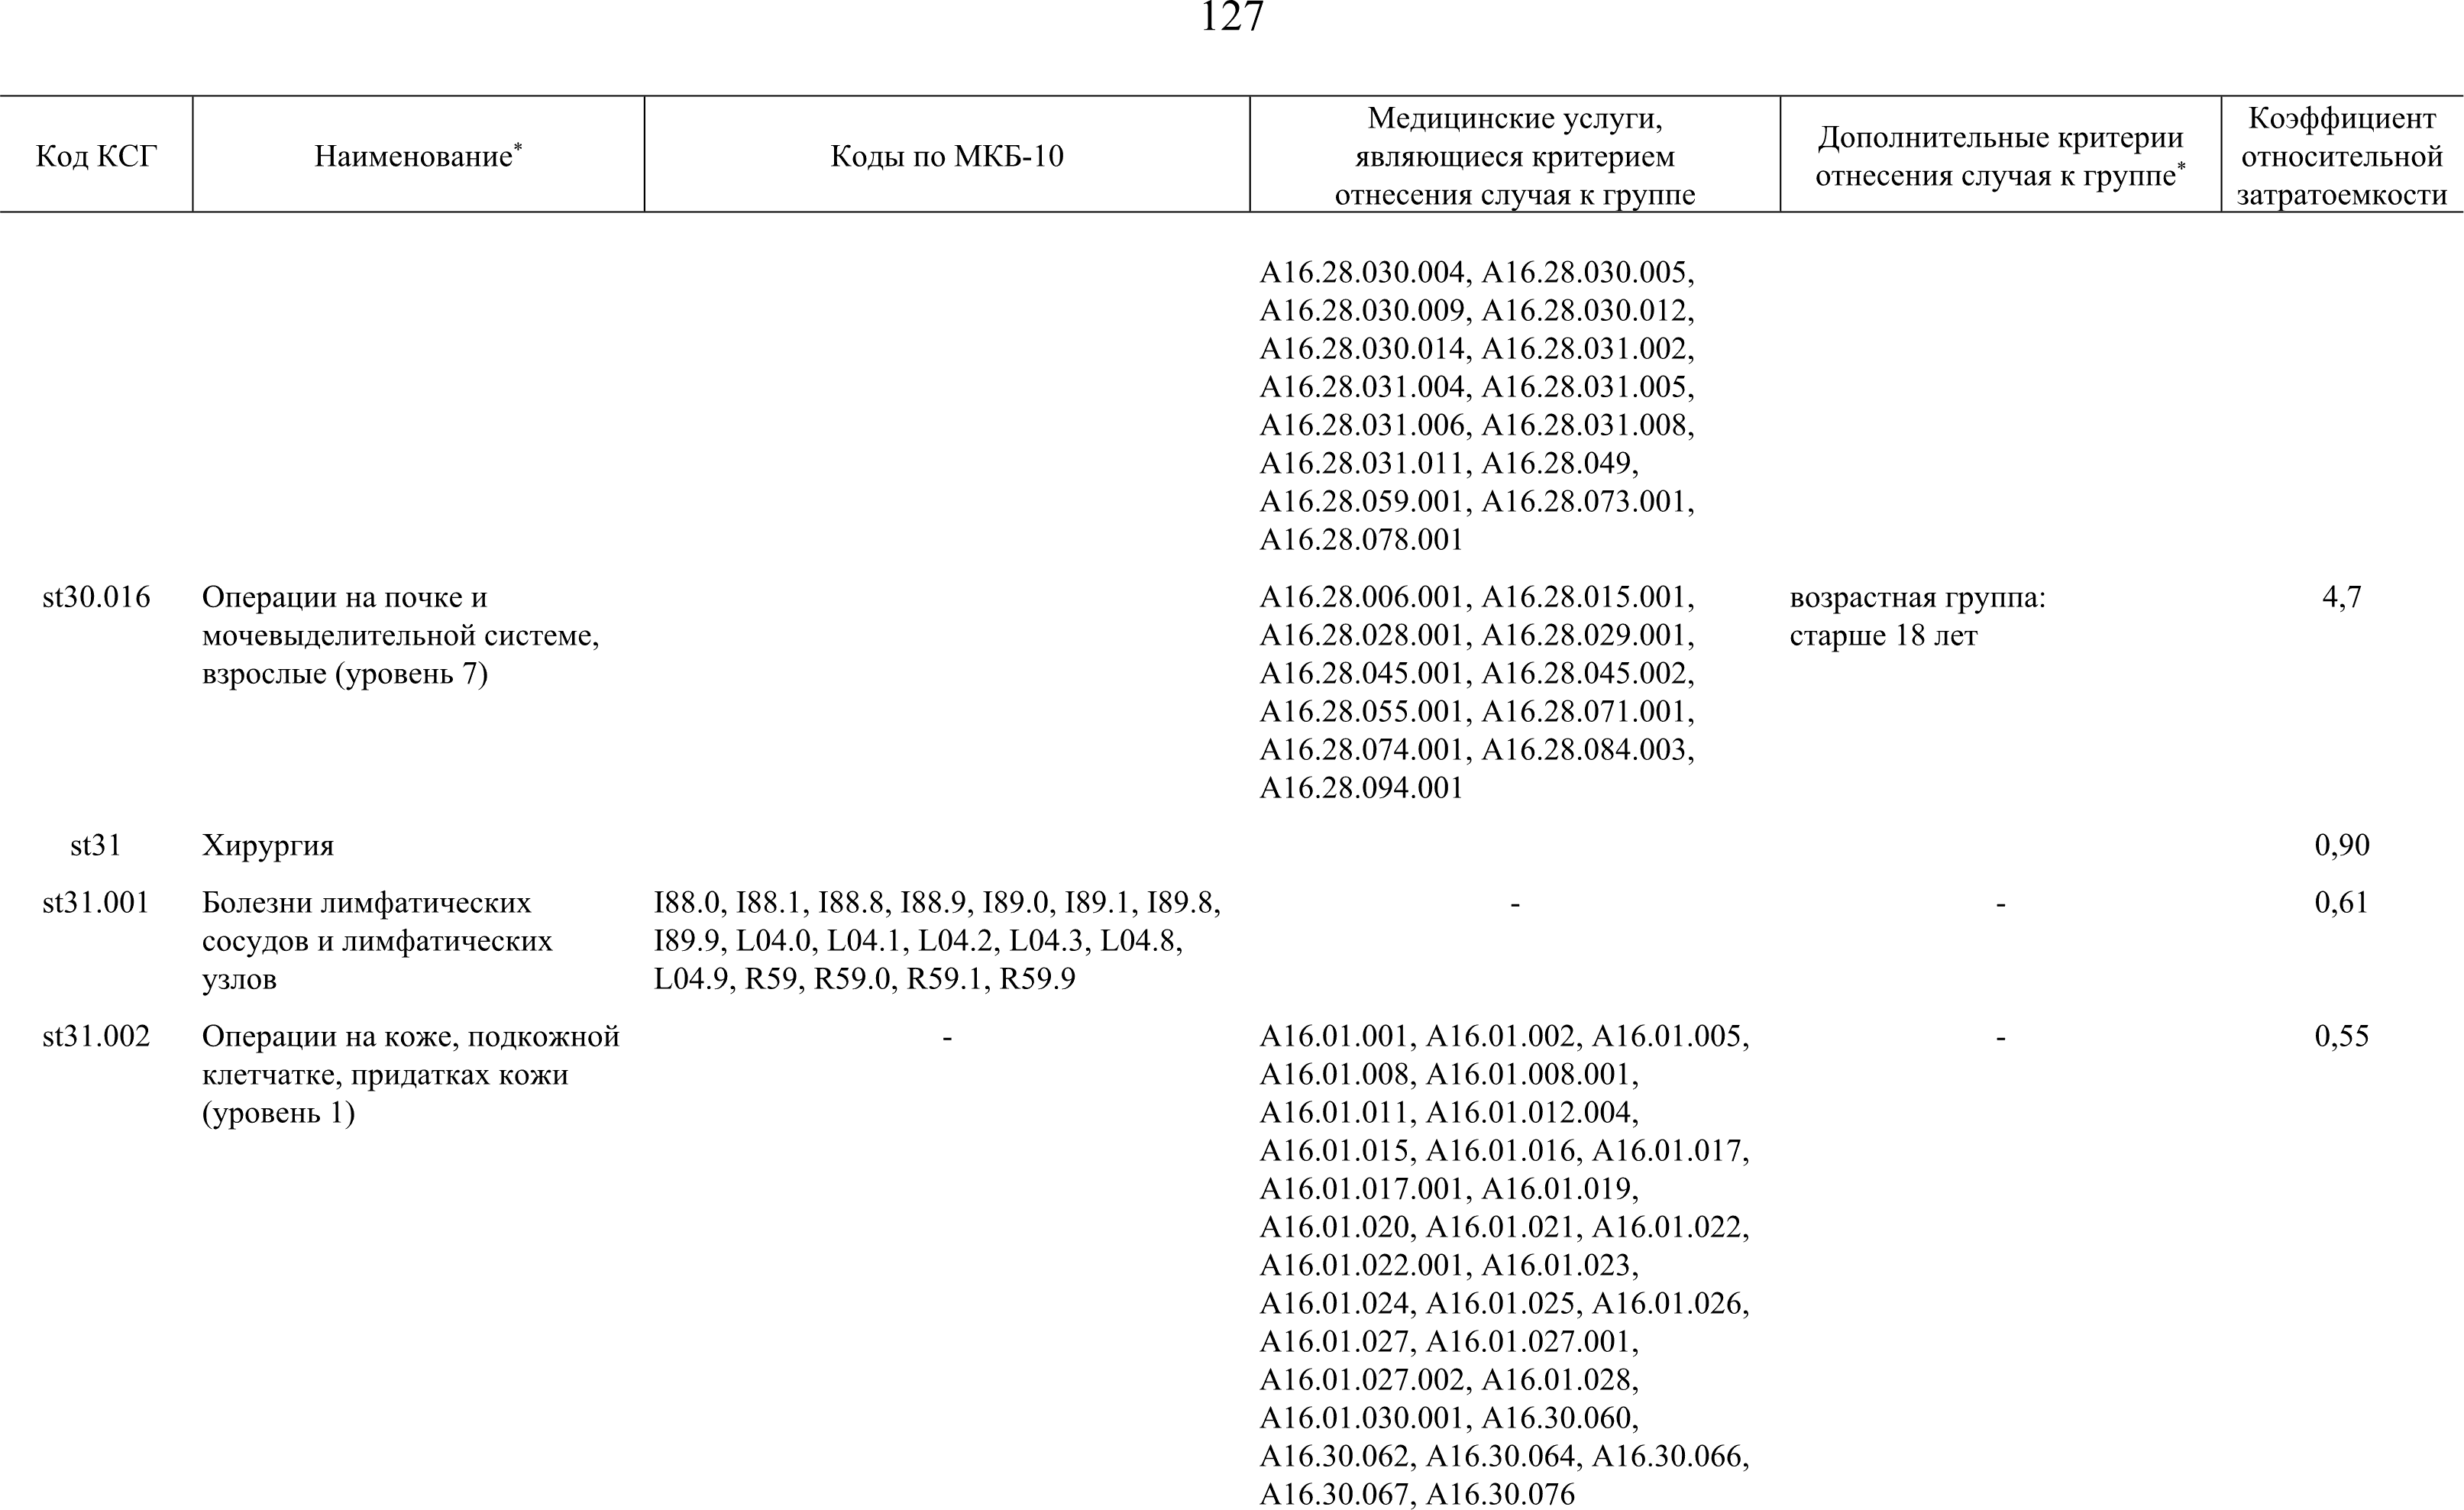 127
Код КСГ
Наименование*
Коды по МКБ-10
Медицинские услуги,
являющиеся критерием
отнесения случая к группе
Дополнительные критерии
отнесения случая к группе*
Коэффициент
относительной
затратоемкости
A16.28.030.004, A16.28.030.005,
A16.28.030.009, A16.28.030.012,
A16.28.030.014, A16.28.031.002,
A16.28.031.004, A16.28.031.005,
A16.28.031.006, A16.28.031.008,
A16.28.031.011, A16.28.049,
A16.28.059.001, A16.28.073.001,
A16.28.078.001
st30.016
Операции на почке и
мочевыделительной системе,
взрослые (уровень 7)
A16.28.006.001, A16.28.015.001,
A16.28.028.001, A16.28.029.001,
A16.28.045.001, A16.28.045.002,
A16.28.055.001, A16.28.071.001,
A16.28.074.001, A16.28.084.003,
A16.28.094.001
возрастная группа:
старше 18 лет
4,7
st31
Хирургия
0,90
st31.001
Болезни лимфатических
сосудов и лимфатических
узлов
I88.0, I88.1, I88.8, I88.9, I89.0, I89.1, I89.8,
I89.9, L04.0, L04.1, L04.2, L04.3, L04.8,
L04.9, R59, R59.0, R59.1, R59.9
-
-
0,61
st31.002
Операции на коже, подкожной
клетчатке, придатках кожи
(уровень 1)
-
A16.01.001, A16.01.002, A16.01.005,
A16.01.008, A16.01.008.001,
A16.01.011, A16.01.012.004,
A16.01.015, A16.01.016, A16.01.017,
A16.01.017.001, A16.01.019,
A16.01.020, A16.01.021, A16.01.022,
A16.01.022.001, A16.01.023,
A16.01.024, A16.01.025, A16.01.026,
A16.01.027, A16.01.027.001,
A16.01.027.002, A16.01.028,
A16.01.030.001, A16.30.060,
A16.30.062, A16.30.064, A16.30.066,
A16.30.067, A16.30.076
-
0,55